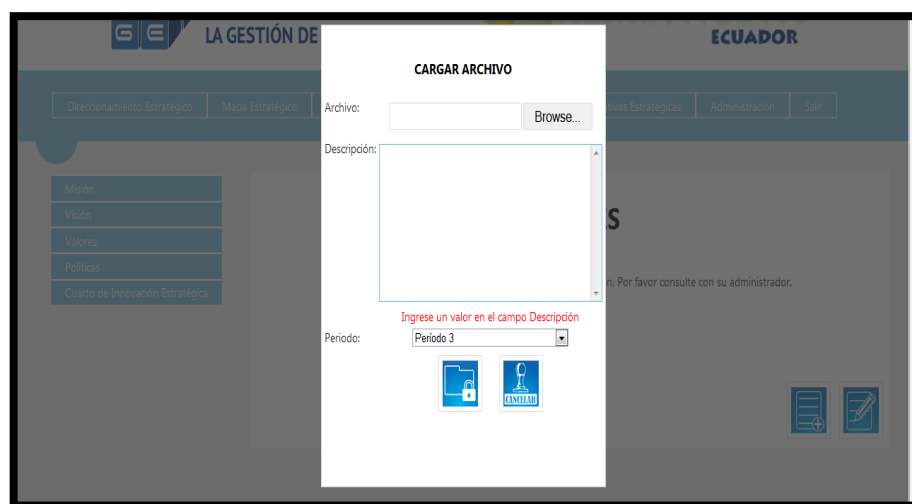 GE LA GESTIÓN DE
ECUADOR
CARGAR ARCHIVO
Direccionamiento Estratégico Mapa Estratégico tivas Estratégicas Administración Salir
Archivo: Browse...
Descripción:
Misión
Visión
Valores
Políticas
Cuarto de Innovación Estratégica
S
n. Por favor consulte con su administrador.
Ingrese un valor en el campo Descripción
Periodo: Período 3
CANCELAR